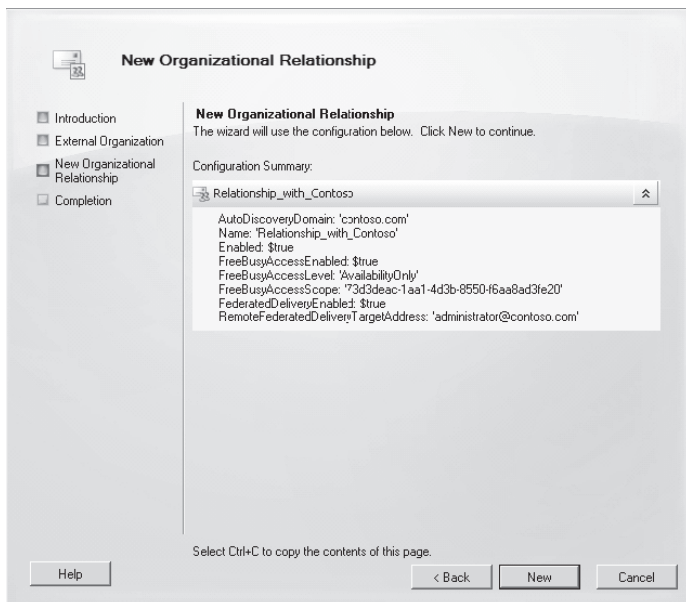 New Organizational Relationship
Introduction
External Organization
New Organizational
Relationship
Completion
New Organizational Relationship
The wizard will use the configuration below. Click New to continue.
Configuration Summary:
Relationship_with_Contoso
AutoDiscoveryDomain: 'contoso.com'
Name: 'Relationship_with_Contoso'
Enabled: $true
FreeBusyAccessEnabled: $true
FreeBusyAccessLevel: 'AvailabilityOnly'
FreeBusyAccessScope: '73d3deac-1aa1-4d3b-8550-f6aa8ad3fe20'
FederatedDeliveryEnabled: $true
RemoteFederatedDeliveryTargetAddress: 'administrator@contoso.com'
Select Ctrl+C to copy the contents of this page.
Help
< Back
New
Cancel